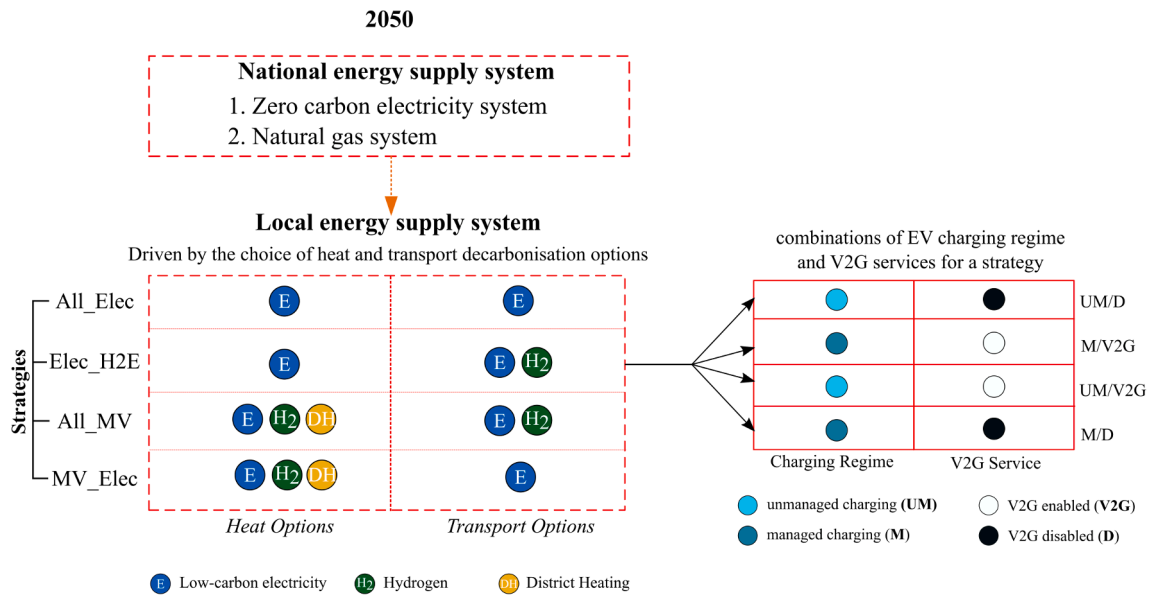 2050
National energy supply system
1. Zero carbon electricity system
2. Natural gas system
Local energy supply system
Driven by the choice of heat and transport decarbonisation options
Strategies
All_Elec
E
E
Elec_H2E
E
E H2
All_MV
E H2 DH
E H2
MV_Elec
E H2 DH
E
Heat Options
Transport Options
E Low-carbon electricity
H2 Hydrogen
DH District Heating
combinations of EV charging regime
and V2G services for a strategy
UM/D
M/V2G
UM/V2G
M/D
Charging Regime
V2G Service
unmanaged charging (UM)
V2G enabled (V2G)
managed charging (M)
V2G disabled (D)